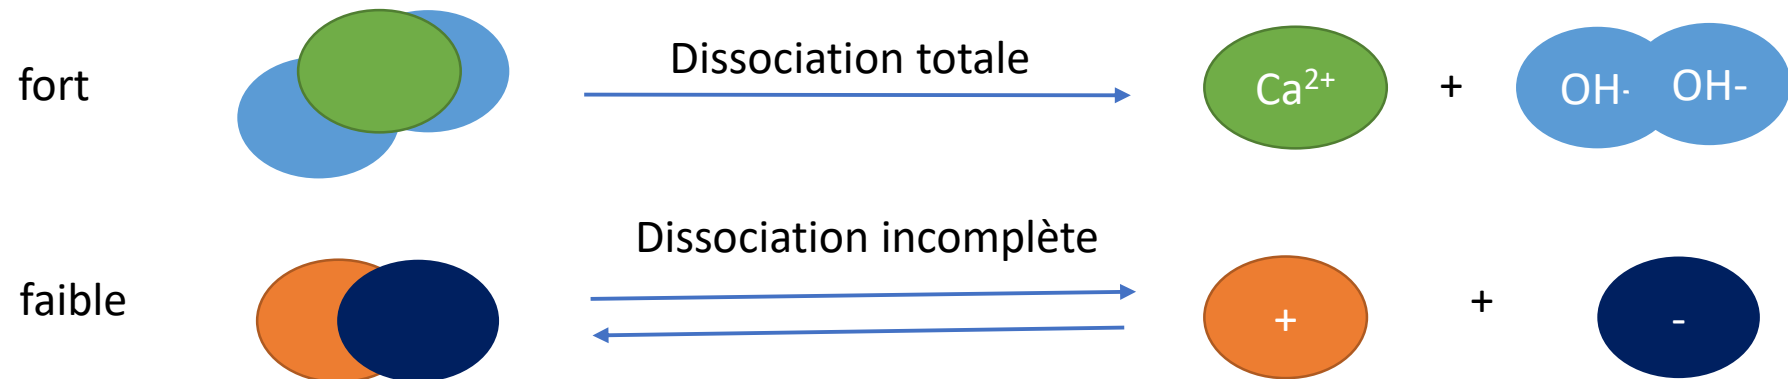 fort
Dissociation totale
Ca²⁺ + OH- OH-
Dissociation incomplète
faible
+ + -